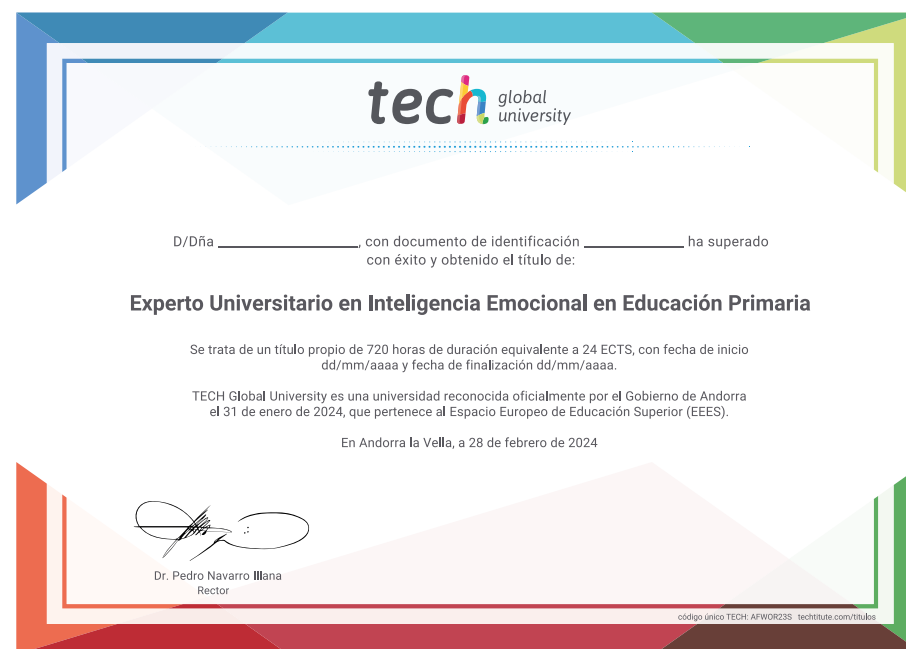 tech global university
D/Dña ____________________, con documento de identificación ______________ ha superado
con éxito y obtenido el título de:
Experto Universitario en Inteligencia Emocional en Educación Primaria
Se trata de un título propio de 720 horas de duración equivalente a 24 ECTS, con fecha de inicio
dd/mm/aaaa y fecha de finalización dd/mm/aaaa.
TECH Global University es una universidad reconocida oficialmente por el Gobierno de Andorra
el 31 de enero de 2024, que pertenece al Espacio Europeo de Educación Superior (EEES).
En Andorra la Vella, a 28 de febrero de 2024
Dr. Pedro Navarro Illana
Rector
código único TECH: AFWOR23S techtitute.com/titulos